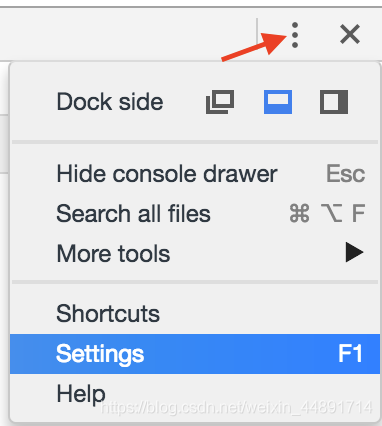 Dock side
Hide console drawer Esc
Search all files ⌘ ⌥ F
More tools
Shortcuts
Settings F1
Help
https://blog.csdn.net/weixin_44891714